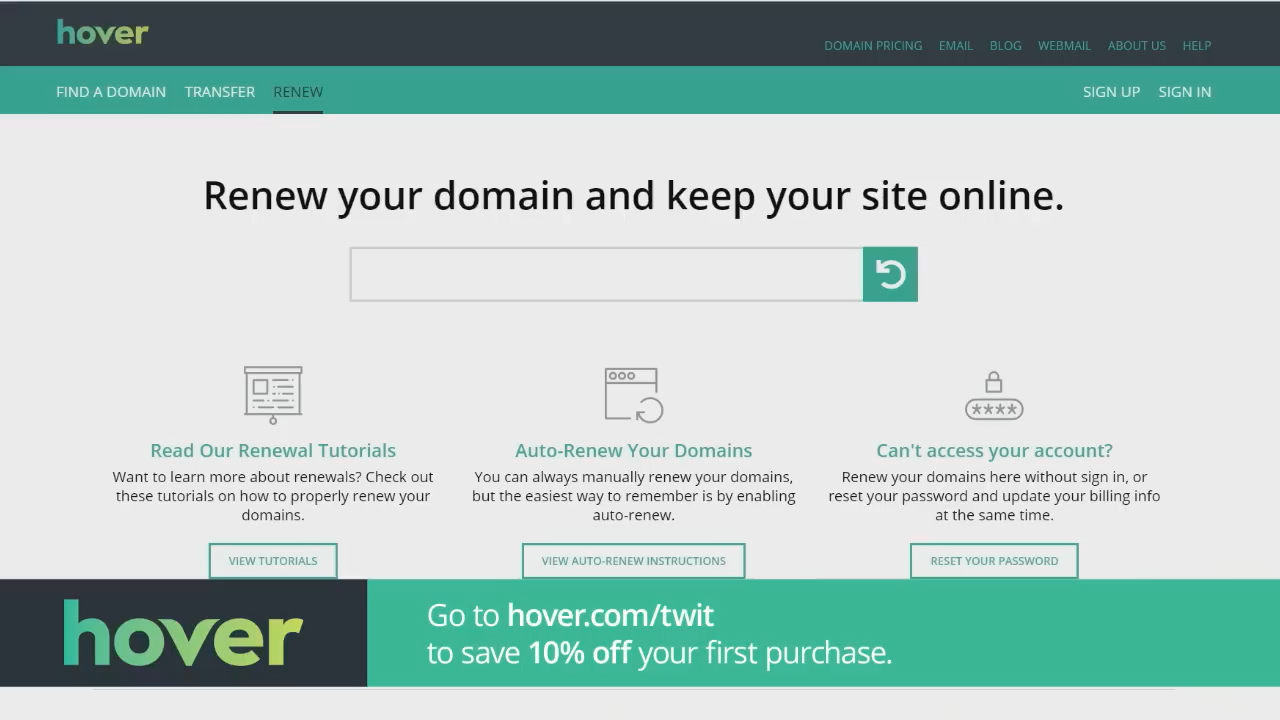 hover
DOMAIN PRICING EMAIL BLOG WEBMAIL ABOUT US HELP
FIND A DOMAIN TRANSFER RENEW SIGN UP SIGN IN
Renew your domain and keep your site online.
****
Read Our Renewal Tutorials
Want to learn more about renewals? Check out
these tutorials on how to properly renew your
domains.
VIEW TUTORIALS
Auto-Renew Your Domains
You can always manually renew your domains,
but the easiest way to remember is by enabling
auto-renew.
VIEW AUTO-RENEW INSTRUCTIONS
Can't access your account?
Renew your domains here without sign in, or
reset your password and update your billing info
at the same time.
RESET YOUR PASSWORD
hover
Go to hover.com/twit
to save 10% off your first purchase.